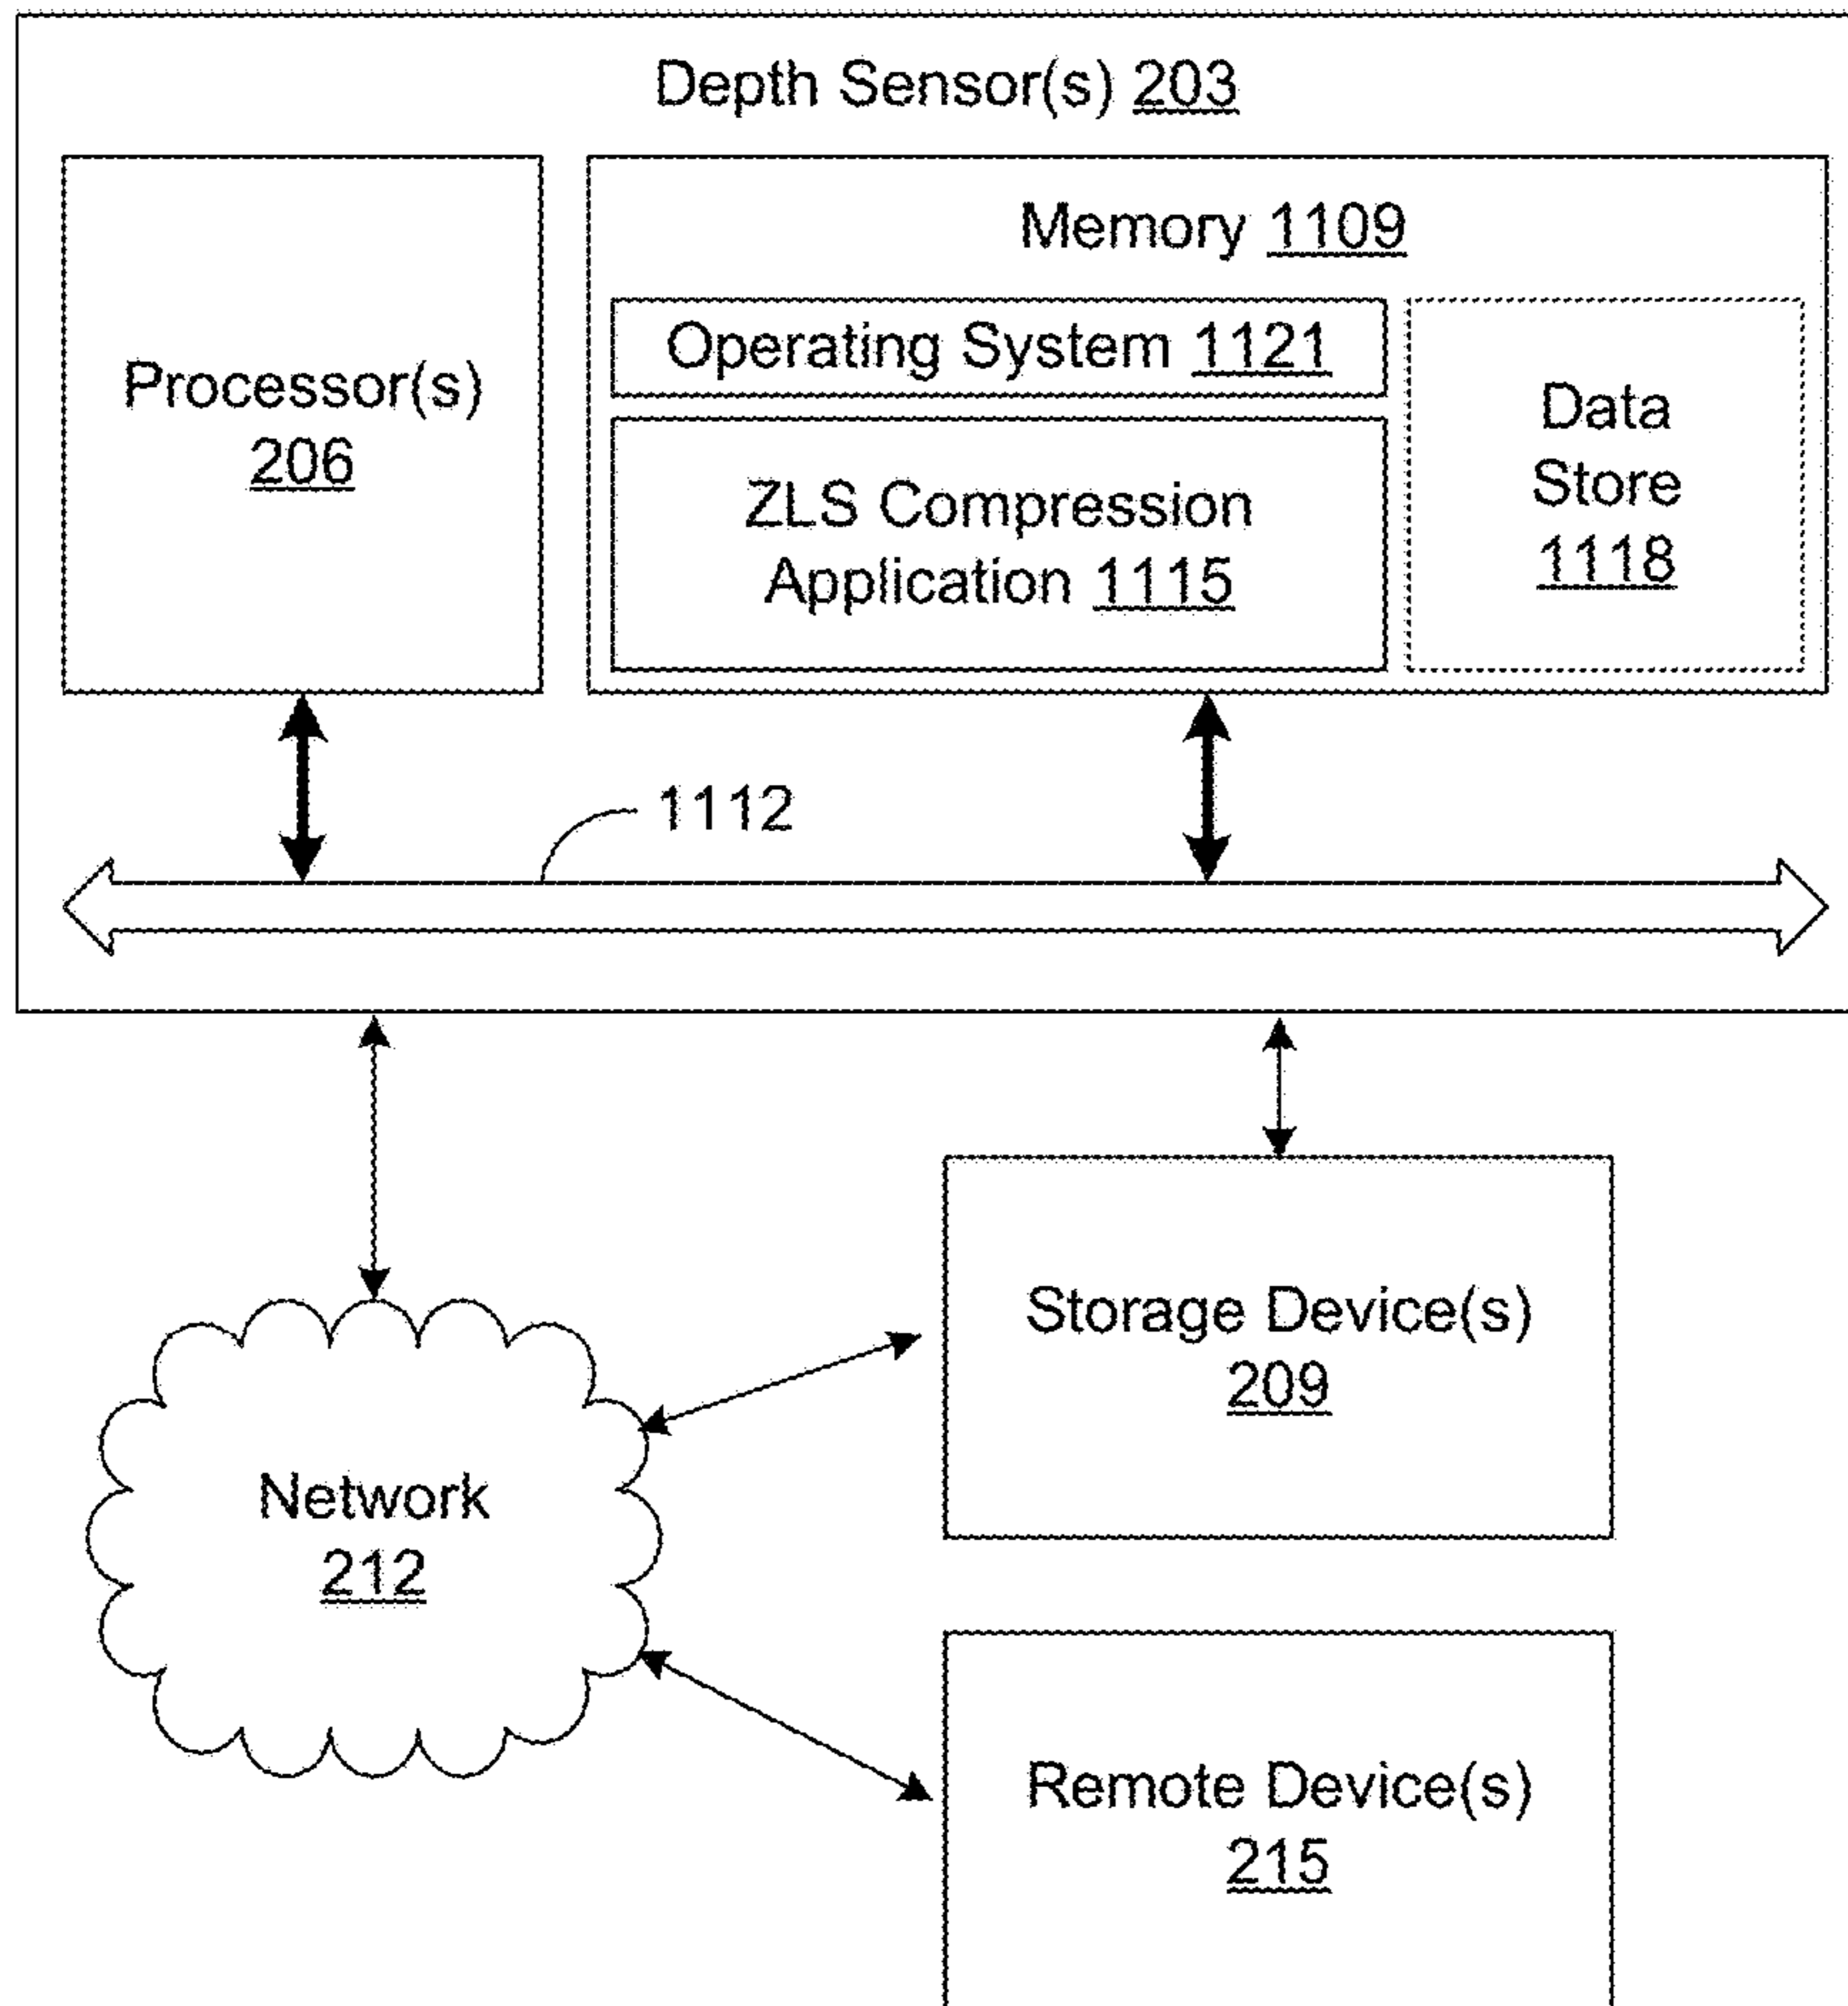 Depth Sensor(s) 203
Processor(s)
206
Memory 1109
Operating System 1121
ZLS Compression
Application 1115
Data
Store
1118
1112
Storage Device(s)
209
Network
212
Remote Device(s)
215